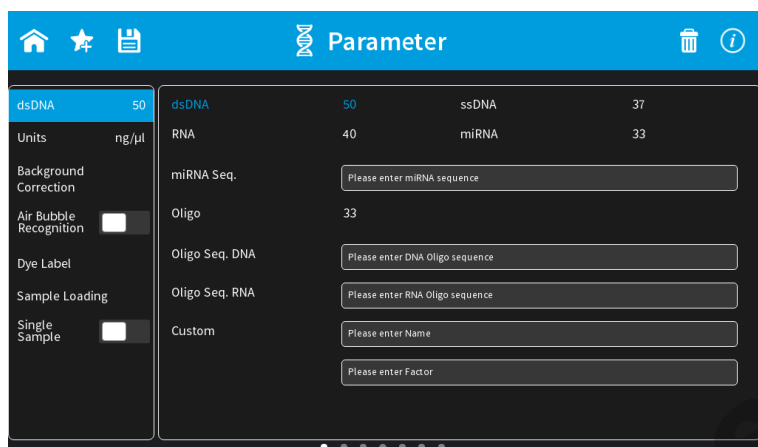 Parameter
dsDNA 50
Units ng/µl
Background
Correction
Air Bubble
Recognition
Dye Label
Sample Loading
Single
Sample
dsDNA 50 ssDNA 37
RNA 40 miRNA 33
miRNA Seq. Please enter miRNA sequence
Oligo 33
Oligo Seq. DNA Please enter DNA Oligo sequence
Oligo Seq. RNA Please enter RNA Oligo sequence
Custom Please enter Name
Please enter Factor